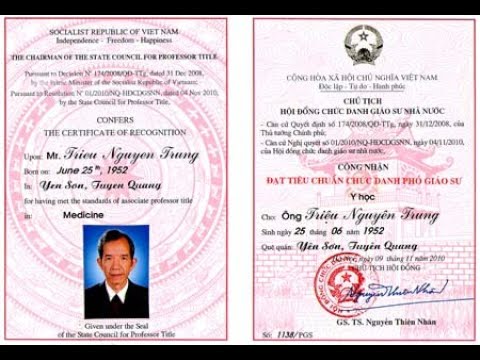 SOCIALIST REPUBLIC OF VIET NAM
Independence - Freedom - Happiness
THE CHAIRMAN OF THE STATE COUNCIL FOR PROFESSOR TITLE
Pursuant to Decision Nº 174/2008/QĐ-TTg, dated 31 Dec 2008,
by the Prime Minister of the Socialist Republic of Vietnam;
Pursuant to Resolution Nº 01/2010/NQ-HĐCDGSNN, dated 04 Nov 2010,
by the State Council for Professor Title,
CONFERS
THE CERTIFICATE OF RECOGNITION
Upon: Mr. Trieu Nguyen Trung
Born on: June 25th, 1952
In Yen Son, Tuyen Quang
for having met the standards of associate professor title
in Medicine
Given under the Seal
of the State Council for Professor Title
CỘNG HÒA XÃ HỘI CHỦ NGHĨA VIỆT NAM
Độc lập - Tự do - Hạnh phúc
CHỦ TỊCH
HỘI ĐỒNG CHỨC DANH GIÁO SƯ NHÀ NƯỚC
- Căn cứ Quyết định số 174/2008/QĐ-TTg, ngày 31/12/2008, của
Thủ tướng Chính phủ;
- Căn cứ Nghị quyết số 01/2010/NQ-HĐCDGSNN, ngày 04/11/2010,
của Hội đồng chức danh giáo sư nhà nước,
CÔNG NHẬN
ĐẠT TIÊU CHUẨN CHỨC DANH PHÓ GIÁO SƯ
Y học
Cho: Ông Triệu Nguyên Trung
Sinh ngày 25 tháng 06 năm 1952
Quê quán: Yên Sơn, Tuyên Quang
Hà Nội, ngày 09 tháng 11 năm 2010
CHỦ TỊCH HỘI ĐỒNG
Nguyễn Thiện Nhân
GS. TS. Nguyễn Thiện Nhân
Số: 1138/PGS